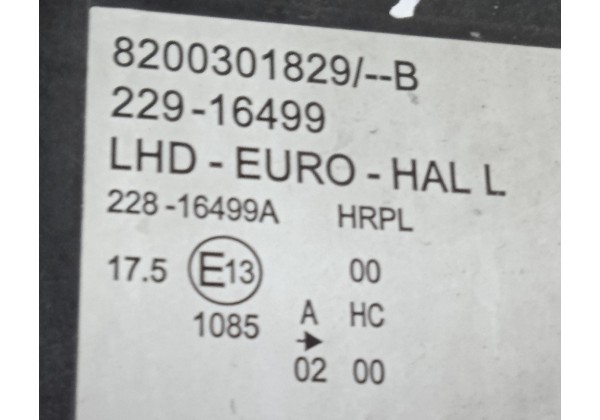 8200301829/--B
229-16499
LHD - EURO - HAL L
228 -16499A HRPL
17.5 E13 00
1085 A HC
02 00